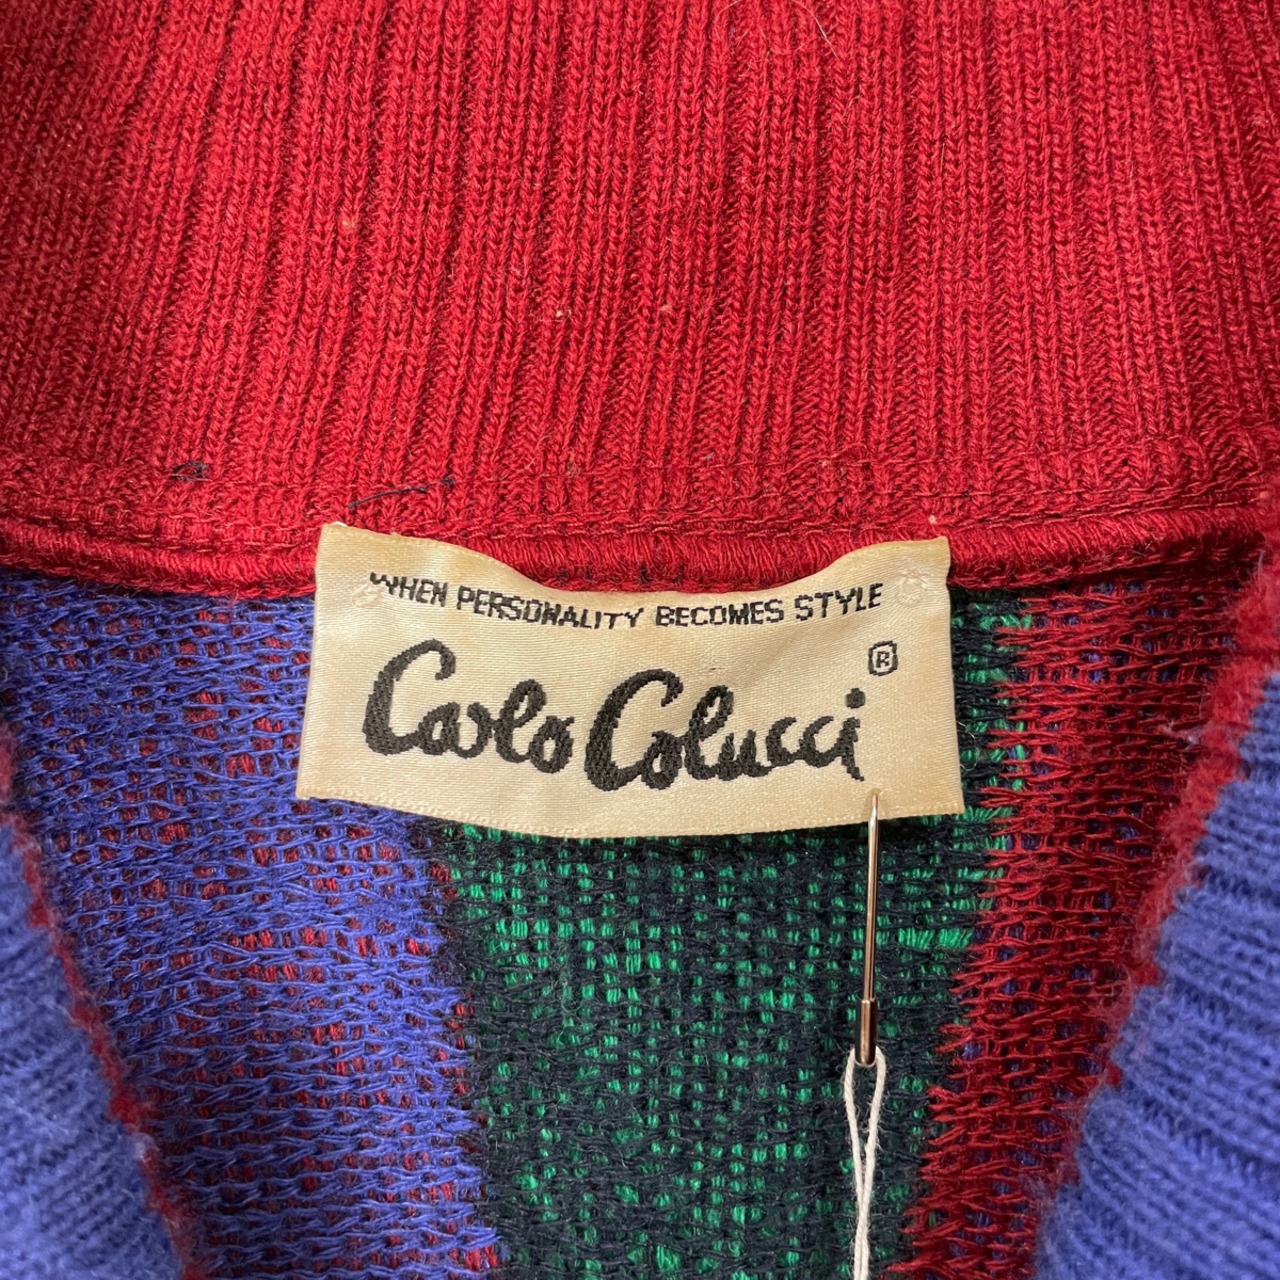 WHEN PERSONALITY BECOMES STYLE
Carlo Colucci ®